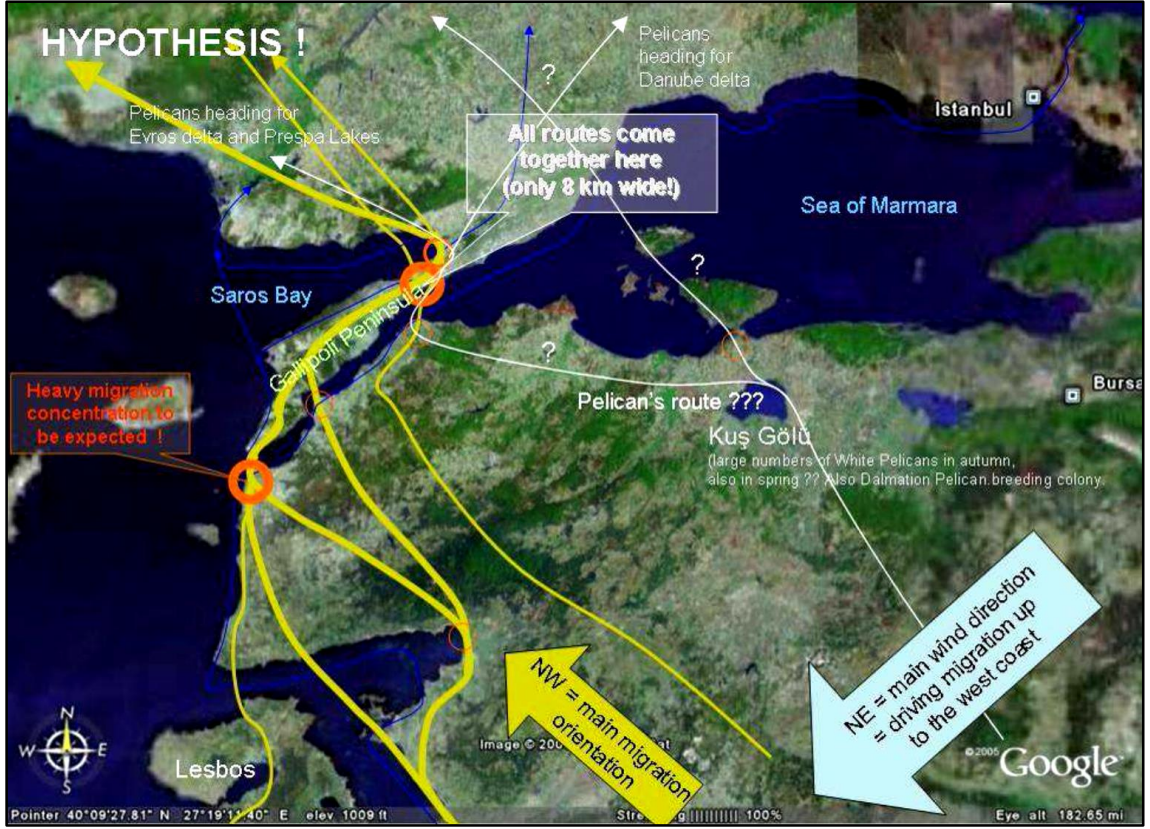 HYPOTHESIS !
Pelicans
heading for
Danube delta
?
Pelicans heading for
Evros delta and Prespa Lakes
All routes come
together here
(only 8 km wide!)
Istanbul
Sea of Marmara
?
Saros Bay
Gallipoli Peninsula
?
Heavy migration
concentration to
be expected !
Bursa
Pelican's route ???
Kuş Gölü
(large numbers of White Pelicans in autumn,
also in spring ?? Also Dalmation Pelican breeding colony.
NE = main wind direction
= driving migration up
to the west coast
NW = main migration
orientation
N
W E
S
Lesbos
Image ©
© 2005 Google
Pointer 40°09'27.81" N 27°19'11.40" E elev 1009 ft
100%
Eye alt 182.65 mi